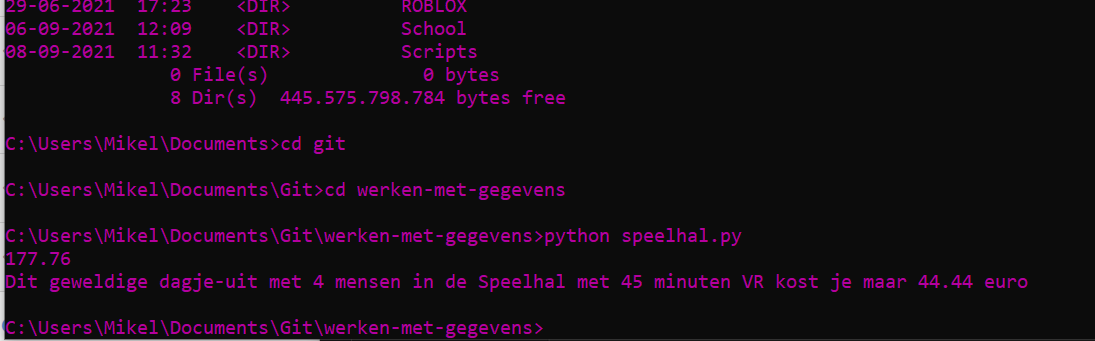 29-06-2021  17:23    <DIR>          ROBLOX
06-09-2021  12:09    <DIR>          School
08-09-2021  11:32    <DIR>          Scripts
               0 File(s)              0 bytes
               8 Dir(s)  445.575.798.784 bytes free
C:\Users\Mikel\Documents>cd git
C:\Users\Mikel\Documents\Git>cd werken-met-gegevens
C:\Users\Mikel\Documents\Git\werken-met-gegevens>python speelhal.py
177.76
Dit geweldige dagje-uit met 4 mensen in de Speelhal met 45 minuten VR kost je maar 44.44 euro
C:\Users\Mikel\Documents\Git\werken-met-gegevens>